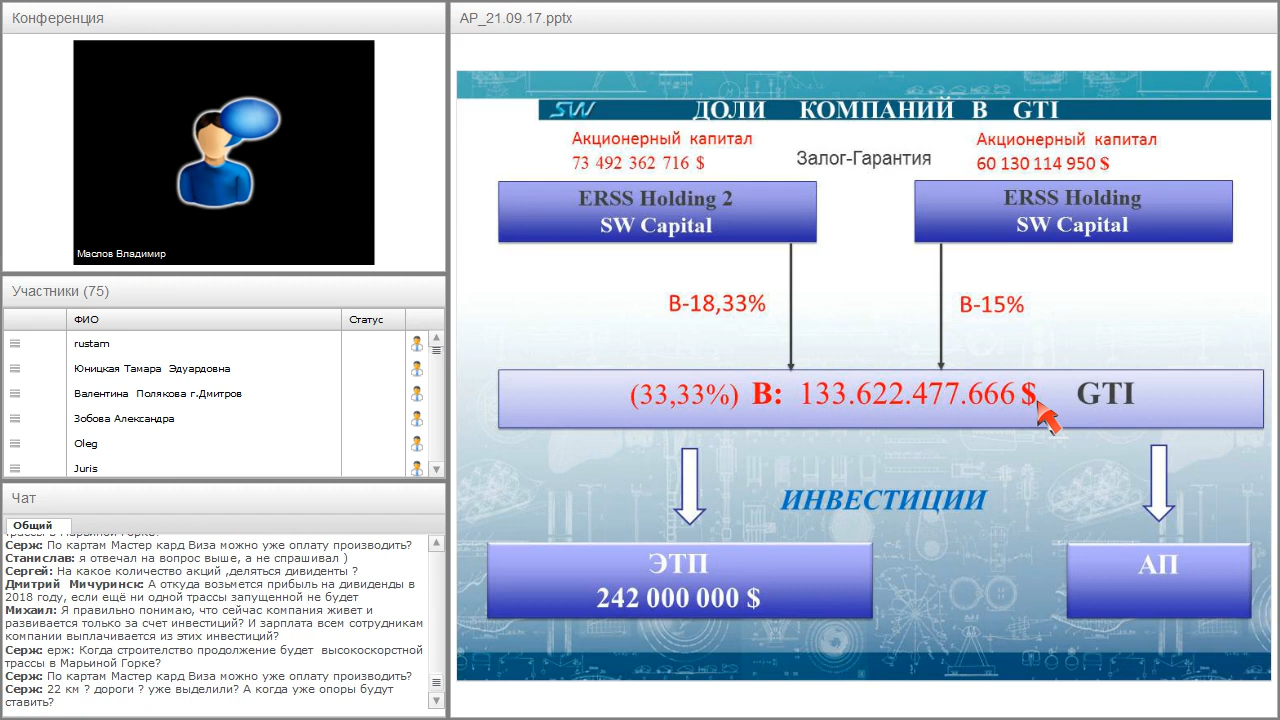 Конференция
Маслов Владимир
Участники (75)
ФИО
Статус
rustam
Юницкая Тамара Эдуардовна
Валентина Полякова г.Дмитров
Зобова Александра
Oleg
Juris
Чат
Общий
трассы в Марьиной Горке?
Серж: По картам Мастер кард Виза можно уже оплату производить?
Станислав: я отвечал на вопрос выше, а не спрашивал )
Сергей: На какое количество акций ,деляться дивиденты ?
Дмитрий Мичуринск: А откуда возьмется прибыль на дивиденты в
2018 году, если ещё ни одной трассы запущенной не будет
Михаил: Я правильно понимаю, что сейчас компания живет и
развивается только за счет инвестиций? И зарплата всем сотрудникам
компании выплачивается из этих инвестиций?
Серж: ерж: Когда строительство продолжение будет высокоскорстной
трассы в Марьиной Горке?
Серж: По картам Мастер кард Виза можно уже оплату производить?
Серж: 22 км ? дороги ? уже выделили? А когда уже опоры будут
ставить?
AP_21.09.17.pptx
SW
ДОЛИ КОМПАНИЙ В GTI
Акционерный капитал
73 492 362 716 $
Залог-Гарантия
Акционерный капитал
60 130 114 950 $
ERSS Holding 2
SW Capital
ERSS Holding
SW Capital
В-18,33%
В-15%
(33,33%) В: 133.622.477.666 $ GTI
ИНВЕСТИЦИИ
ЭТП
242 000 000 $
АП